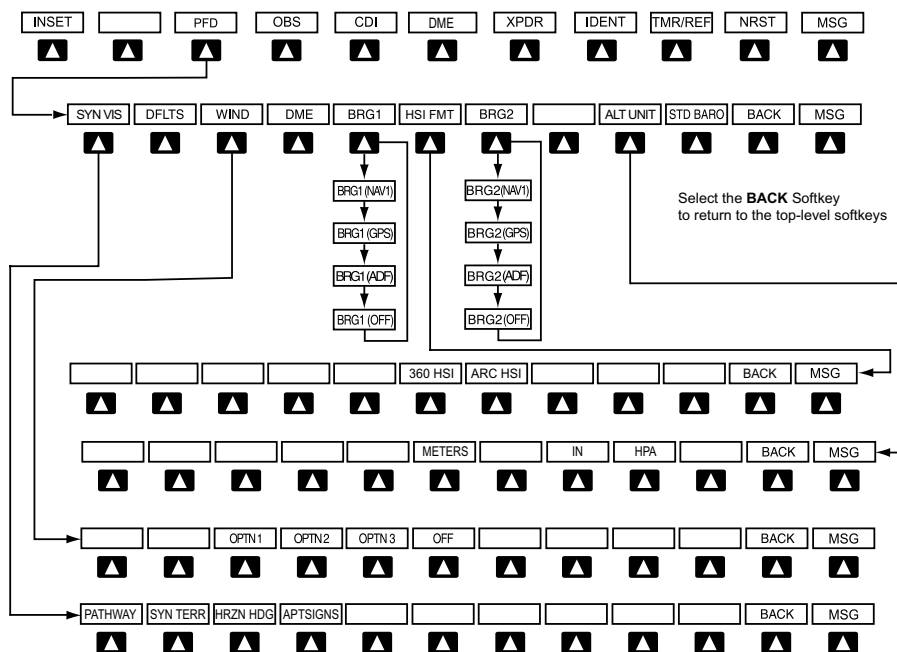 INSET PFD OBS CDI DME XPDR IDENT TMR/REF NRST MSG
SYN VIS DFLTS WIND DME BRG1 HSI FMT BRG2 ALT UNIT STD BARO BACK MSG
BRG1 (NAV1) BRG2(NAV1)
BRG1 (GPS) BRG2(GPS)
BRG1 (ADF) BRG2(ADF)
BRG1 (OFF) BRG2(OFF)
Select the BACK Softkey
to return to the top-level softkeys
360 HSI ARC HSI BACK MSG
METERS IN HPA BACK MSG
OPTN 1 OPTN 2 OPTN 3 OFF BACK MSG
PATHWAY SYN TERR HRZN HDG APTSIGNS BACK MSG